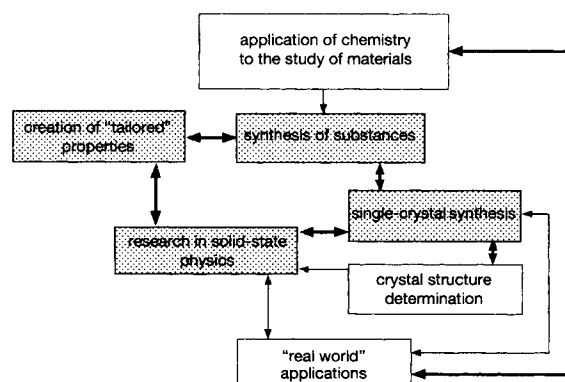 application of chemistry
to the study of materials
creation of "tailored"
properties
synthesis of substances
single-crystal synthesis
research in solid-state
physics
crystal structure
determination
"real world"
applications